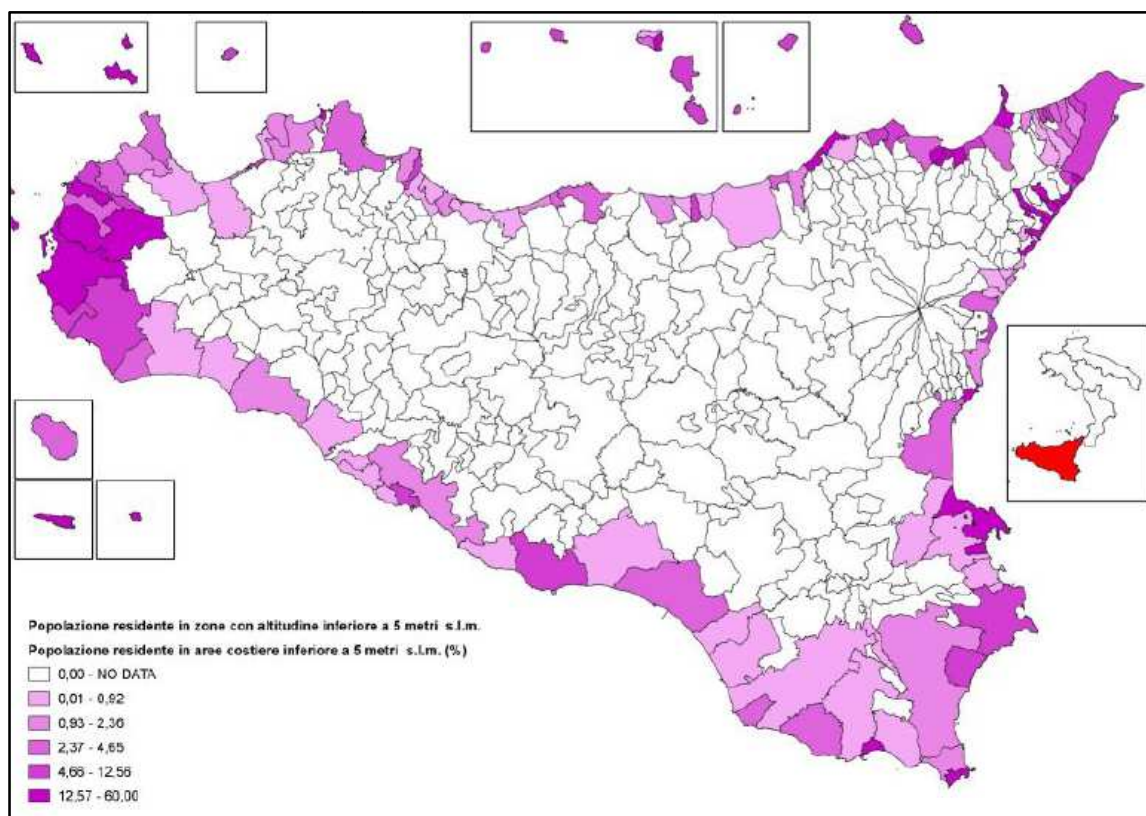 Popolazione residente in zone con altitudine inferiore a 5 metri s.l.m.
Popolazione residente in aree costiere inferiore a 5 metri s.l.m. (%)
0,00 - NO DATA
0,01 - 0,92
0,93 - 2,36
2,37 - 4,65
4,66 - 12,56
12,57 - 60,00